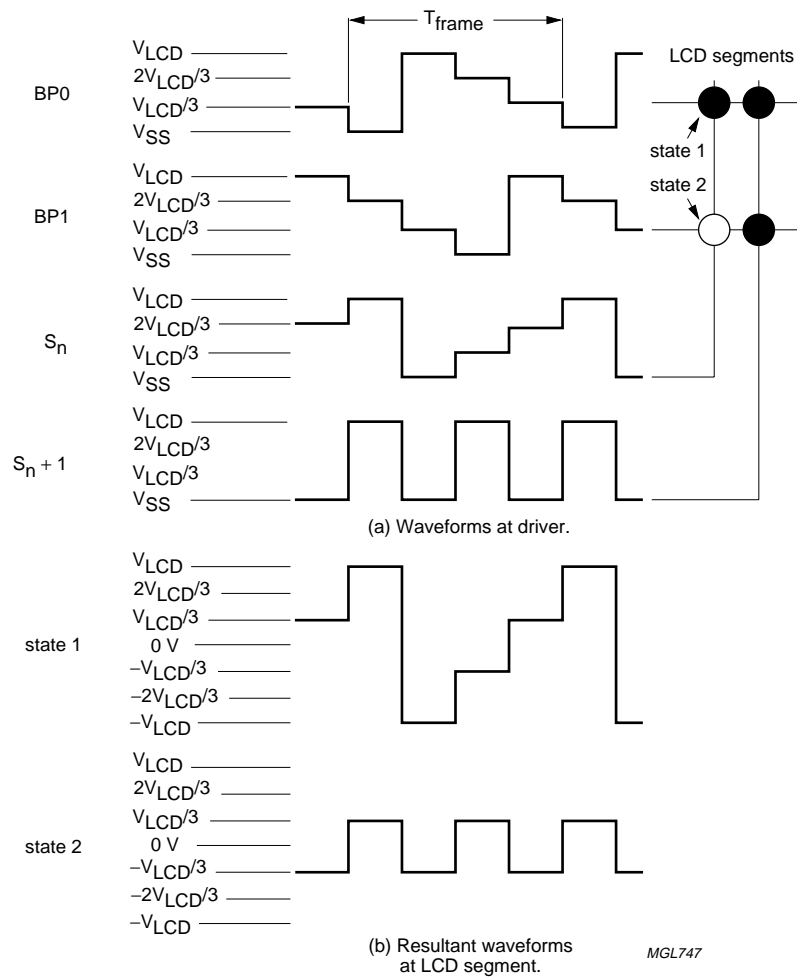 T_frame
BP0
V_LCD
2V_LCD/3
V_LCD/3
V_SS
LCD segments
state 1
state 2
BP1
V_LCD
2V_LCD/3
V_LCD/3
V_SS
S_n
V_LCD
2V_LCD/3
V_LCD/3
V_SS
S_n + 1
V_LCD
2V_LCD/3
V_LCD/3
V_SS
(a) Waveforms at driver.
state 1
V_LCD
2V_LCD/3
V_LCD/3
0 V
−V_LCD/3
−2V_LCD/3
−V_LCD
state 2
V_LCD
2V_LCD/3
V_LCD/3
0 V
−V_LCD/3
−2V_LCD/3
−V_LCD
(b) Resultant waveforms
at LCD segment.
MGL747